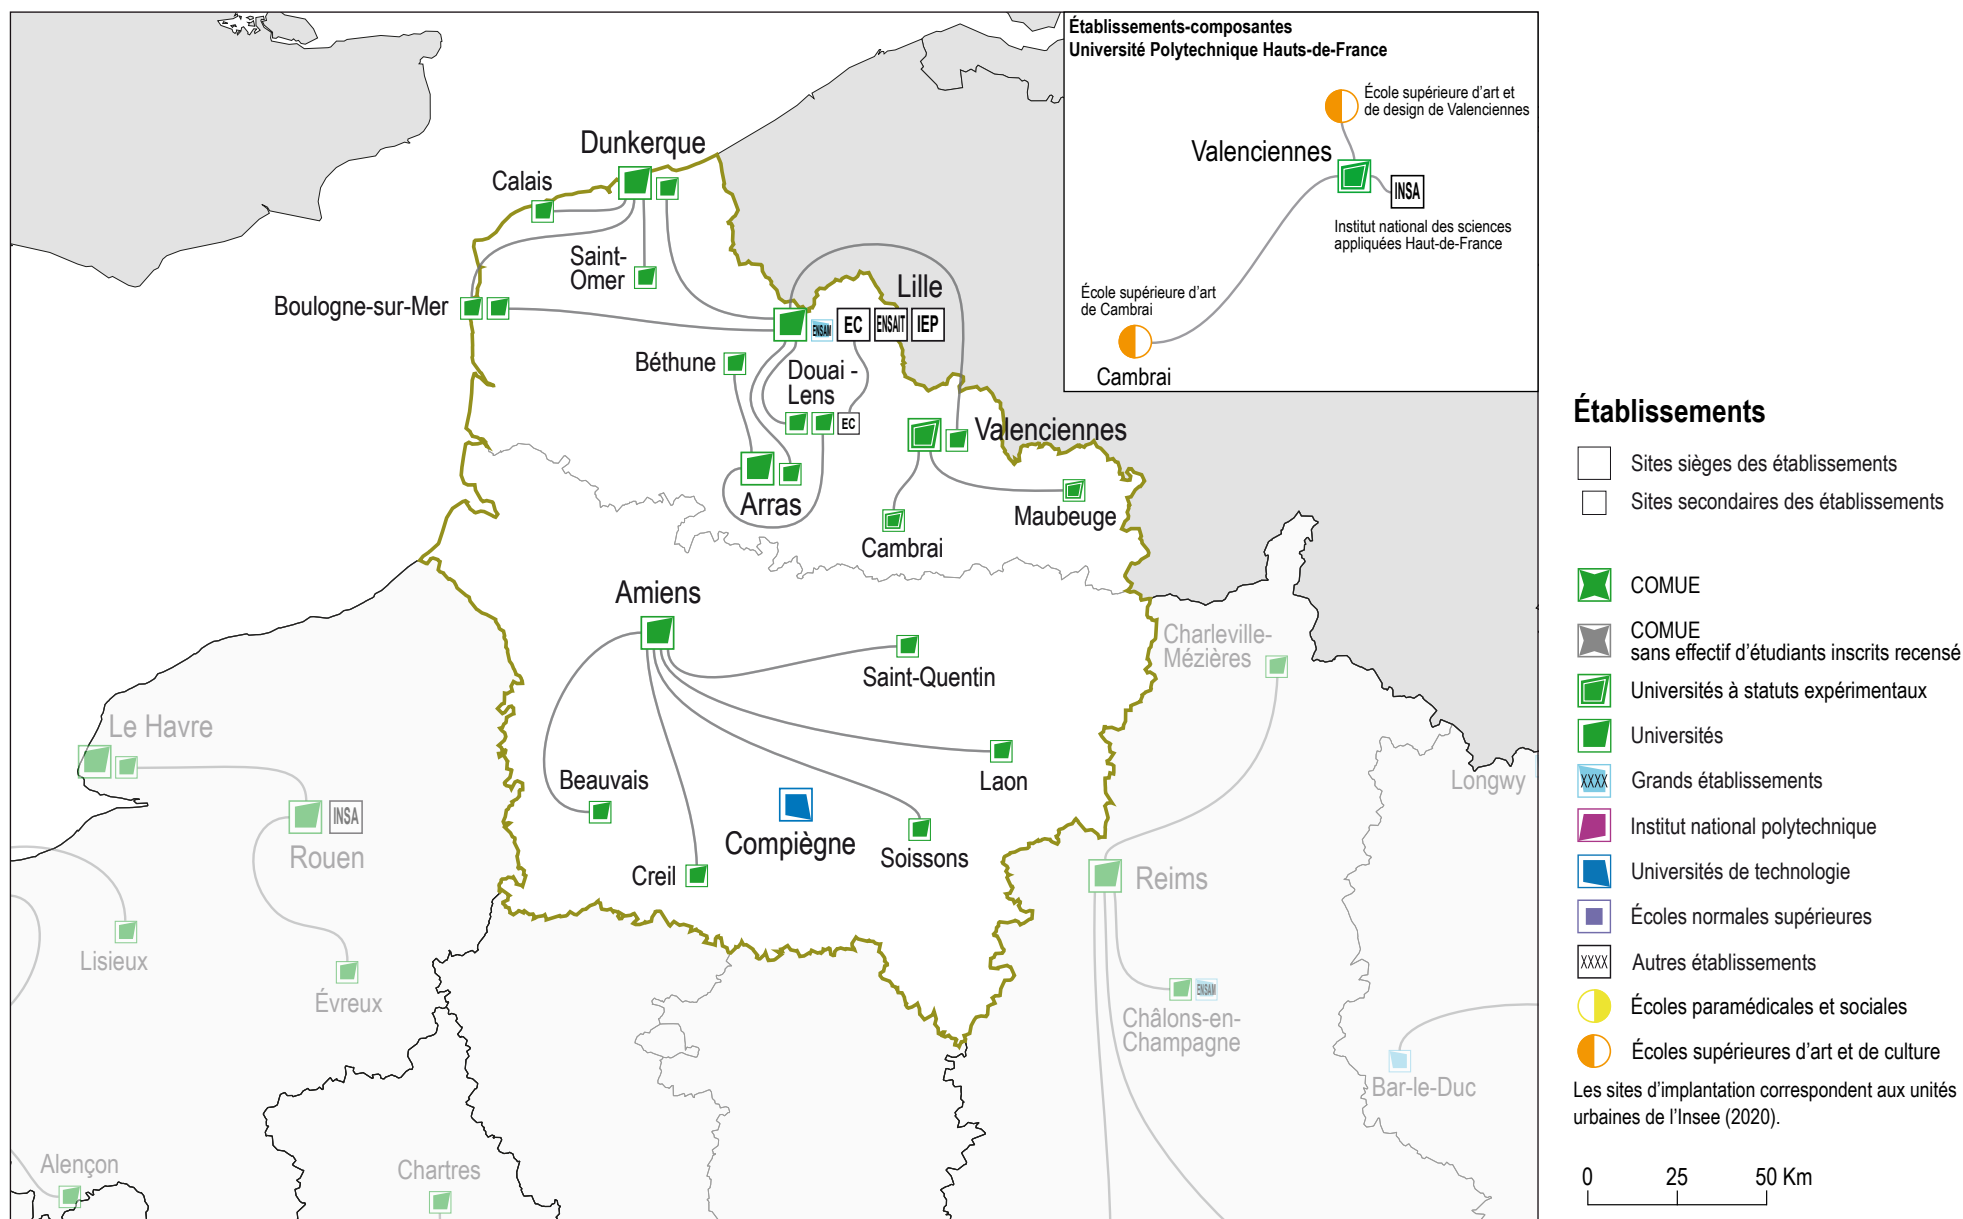 Établissements-composantes
Université Polytechnique Hauts-de-France
École supérieure d’art et
de design de Valenciennes
Valenciennes
INSA
Institut national des sciences
appliquées Haut-de-France
École supérieure d’art
de Cambrai
Cambrai
Dunkerque
Calais
Saint-
Omer
Boulogne-sur-Mer
Lille
ENSAM
EC
ENSAIT
IEP
Béthune
Douai -
Lens
EC
Valenciennes
Arras
Maubeuge
Cambrai
Amiens
Saint-Quentin
Charleville-
Mézières
Le Havre
Laon
Longwy
Beauvais
INSA
Rouen
Compiègne
Soissons
Creil
Reims
Lisieux
Évreux
ENSAM
Châlons-en-
Champagne
Bar-le-Duc
Alençon
Chartres
Établissements
Sites sièges des établissements
Sites secondaires des établissements
COMUE
COMUE
sans effectif d’étudiants inscrits recensé
Universités à statuts expérimentaux
Universités
XXXX
Grands établissements
Institut national polytechnique
Universités de technologie
Écoles normales supérieures
XXXX
Autres établissements
Écoles paramédicales et sociales
Écoles supérieures d’art et de culture
Les sites d’implantation correspondent aux unités
urbaines de l’Insee (2020).
0 25 50 Km